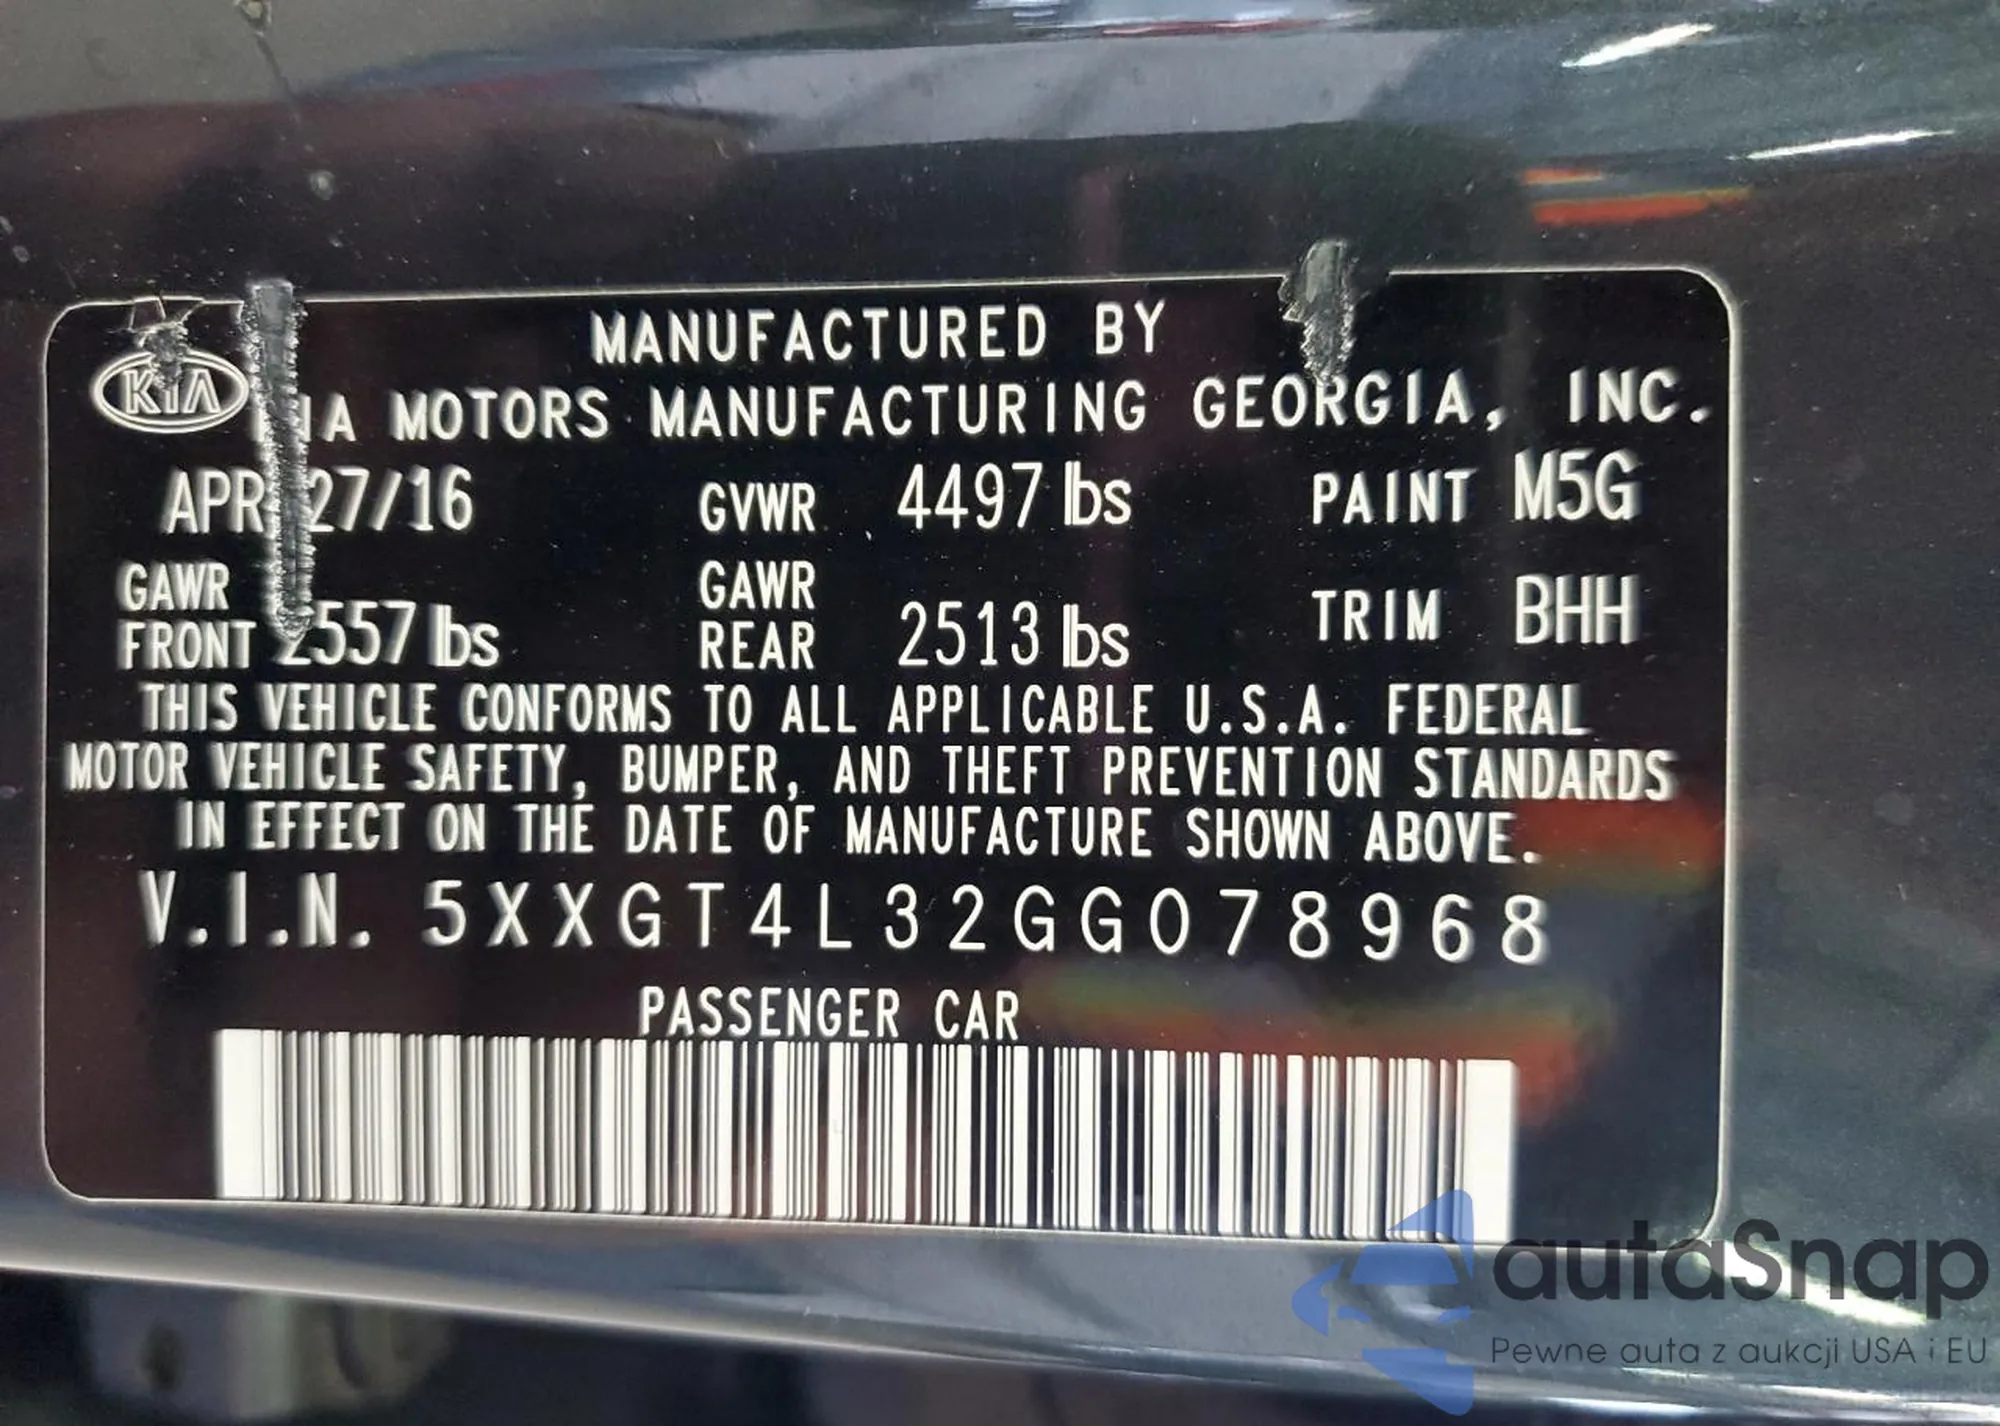 MANUFACTURED BY
KIA
KIA MOTORS MANUFACTURING GEORGIA, INC.
APR 27/16 GVWR 4497 lbs PAINT M5G
GAWR FRONT 2557 lbs GAWR REAR 2513 lbs TRIM BHH
THIS VEHICLE CONFORMS TO ALL APPLICABLE U.S.A. FEDERAL
MOTOR VEHICLE SAFETY, BUMPER, AND THEFT PREVENTION STANDARDS
IN EFFECT ON THE DATE OF MANUFACTURE SHOWN ABOVE.
V.I.N. 5XXGT4L32GG078968
PASSENGER CAR
autaSnap
Pewne auta z aukcji USA i EU